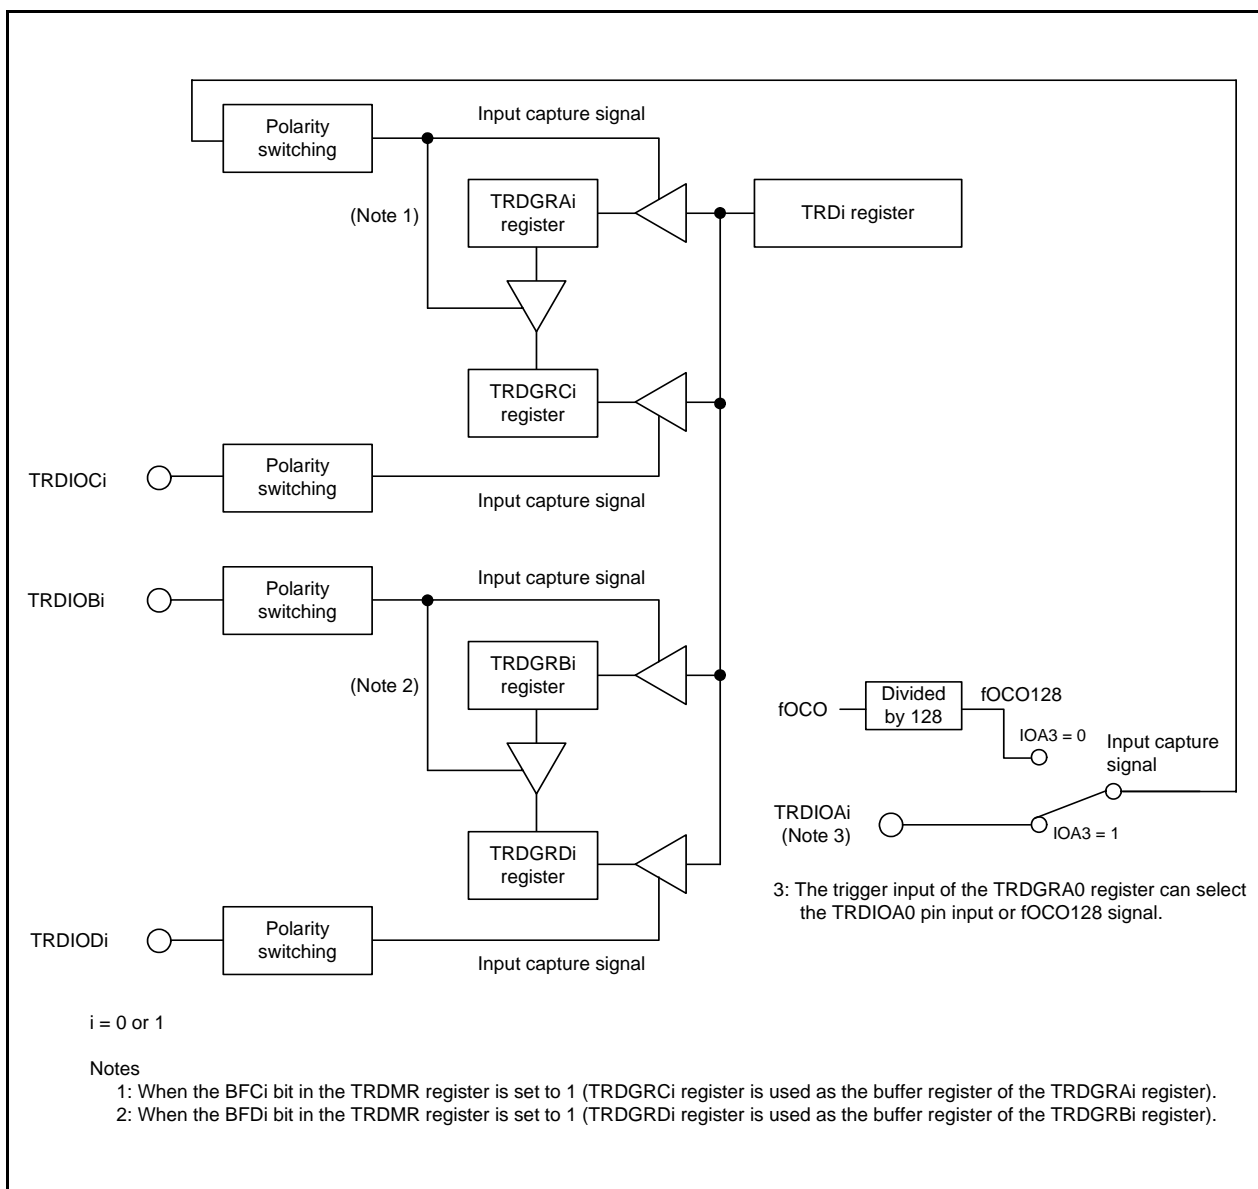 Input capture signal
Polarity
switching
TRDGRAi
register
TRDi register
(Note 1)
TRDGRCi
register
TRDIOCi
Polarity
switching
Input capture signal
TRDIOBi
Polarity
switching
Input capture signal
TRDGRBi
register
(Note 2)
fOCO
Divided
by 128
fOCO128
IOA3 = 0
Input capture
signal
TRDIOAi
(Note 3)
IOA3 = 1
TRDGRDi
register
3: The trigger input of the TRDGRA0 register can select
the TRDIOA0 pin input or fOCO128 signal.
TRDIODi
Polarity
switching
Input capture signal
i = 0 or 1
Notes
1: When the BFCi bit in the TRDMR register is set to 1 (TRDGRCi register is used as the buffer register of the TRDGRAi register).
2: When the BFDi bit in the TRDMR register is set to 1 (TRDGRDi register is used as the buffer register of the TRDGRBi register).